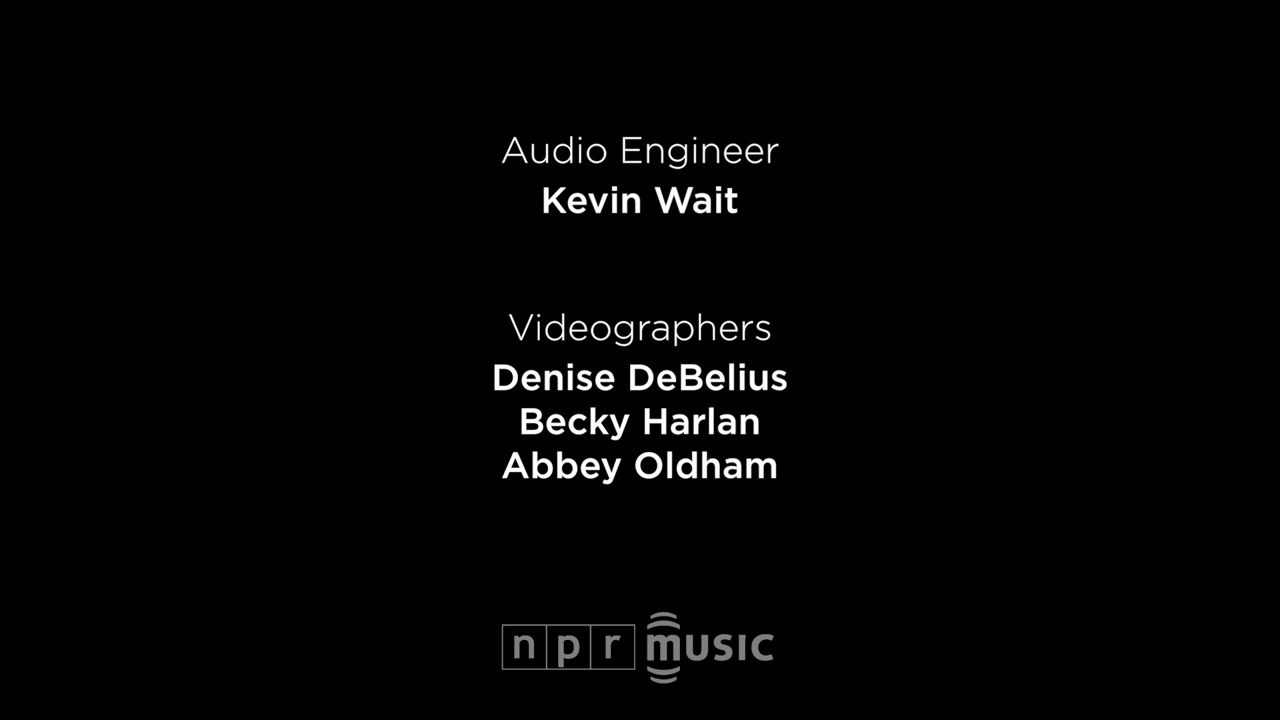 Audio Engineer
Kevin Wait
Videographers
Denise DeBelius
Becky Harlan
Abbey Oldham
npr music